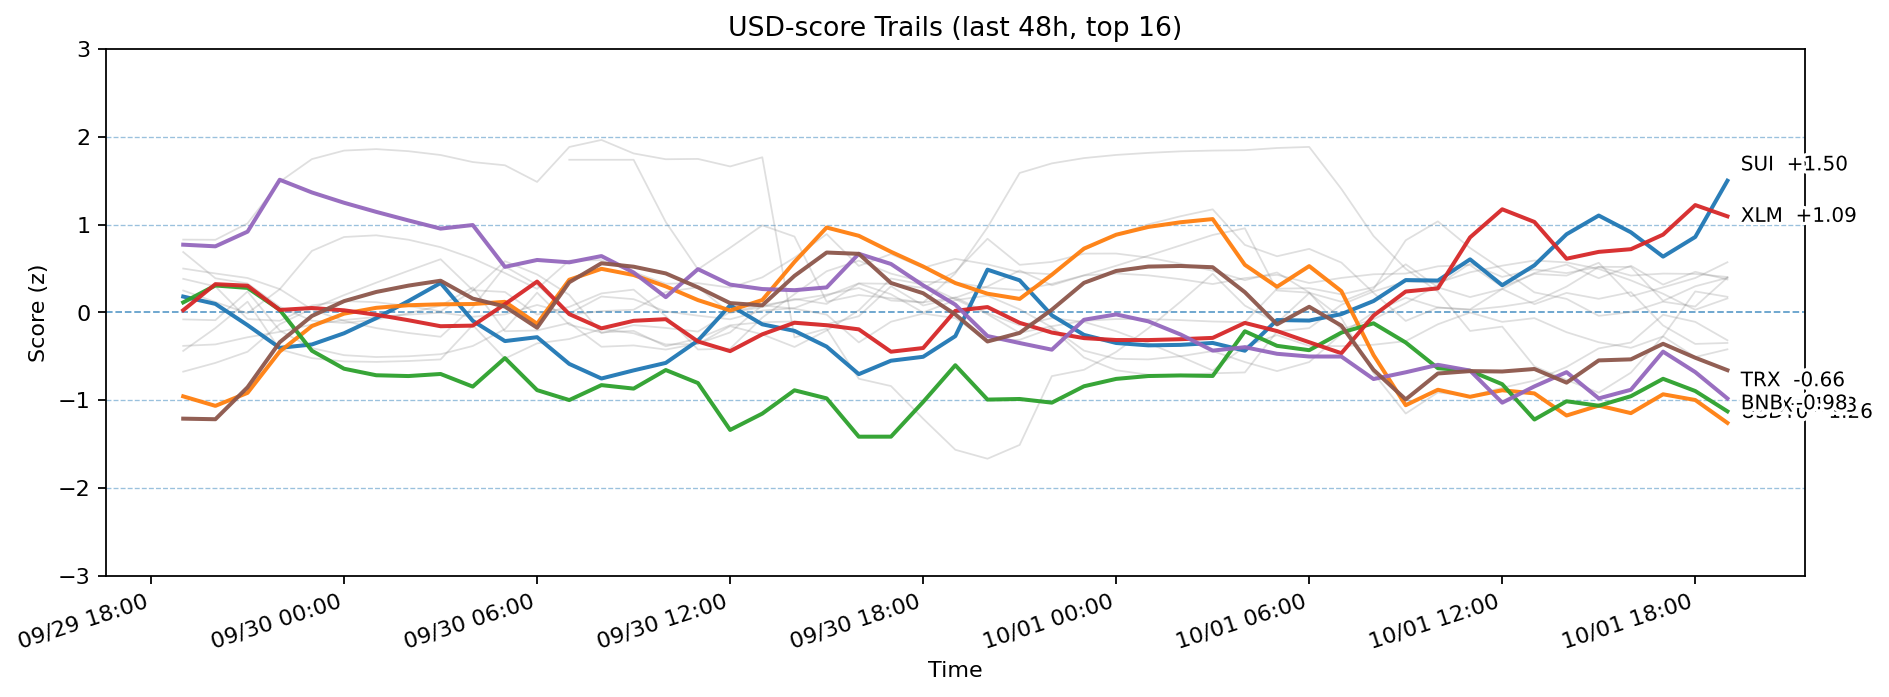 USD-score Trails (last 48h, top 16)
Score (z)
3
2
1
0
−1
−2
−3
SUI +1.50
XLM +1.09
TRX -0.66
BNB -0.98
-1.26
09/29 18:00
09/30 00:00
09/30 06:00
09/30 12:00
09/30 18:00
10/01 00:00
10/01 06:00
10/01 12:00
10/01 18:00
Time